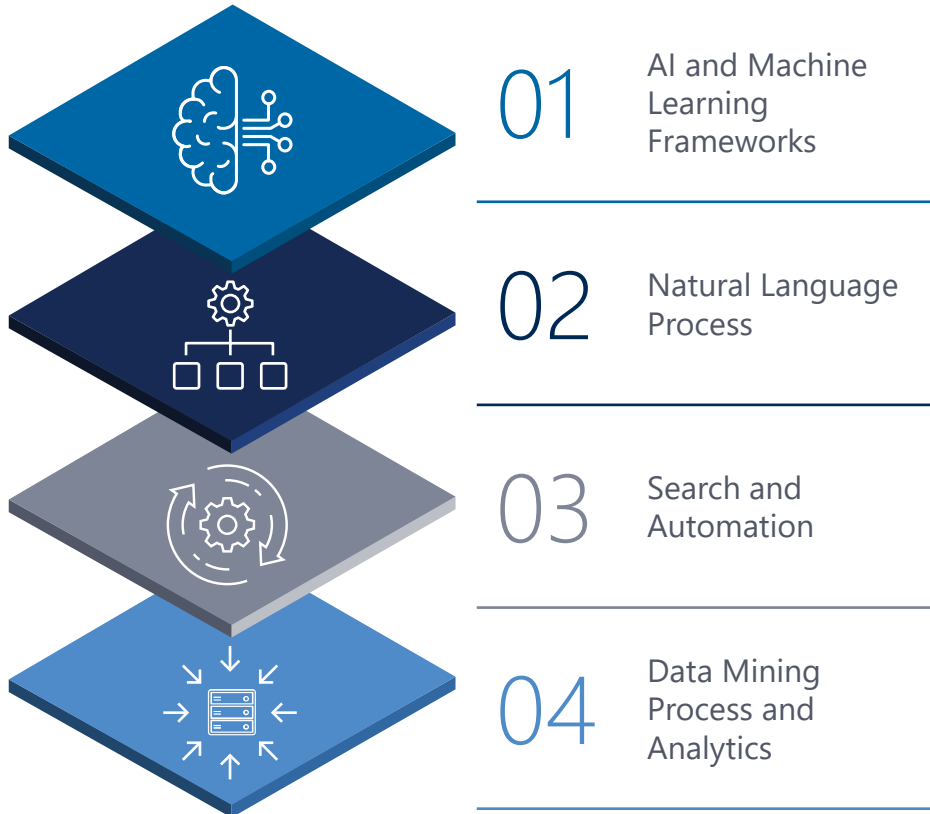 01
AI and Machine
Learning
Frameworks
02
Natural Language
Process
03
Search and
Automation
04
Data Mining
Process and
Analytics